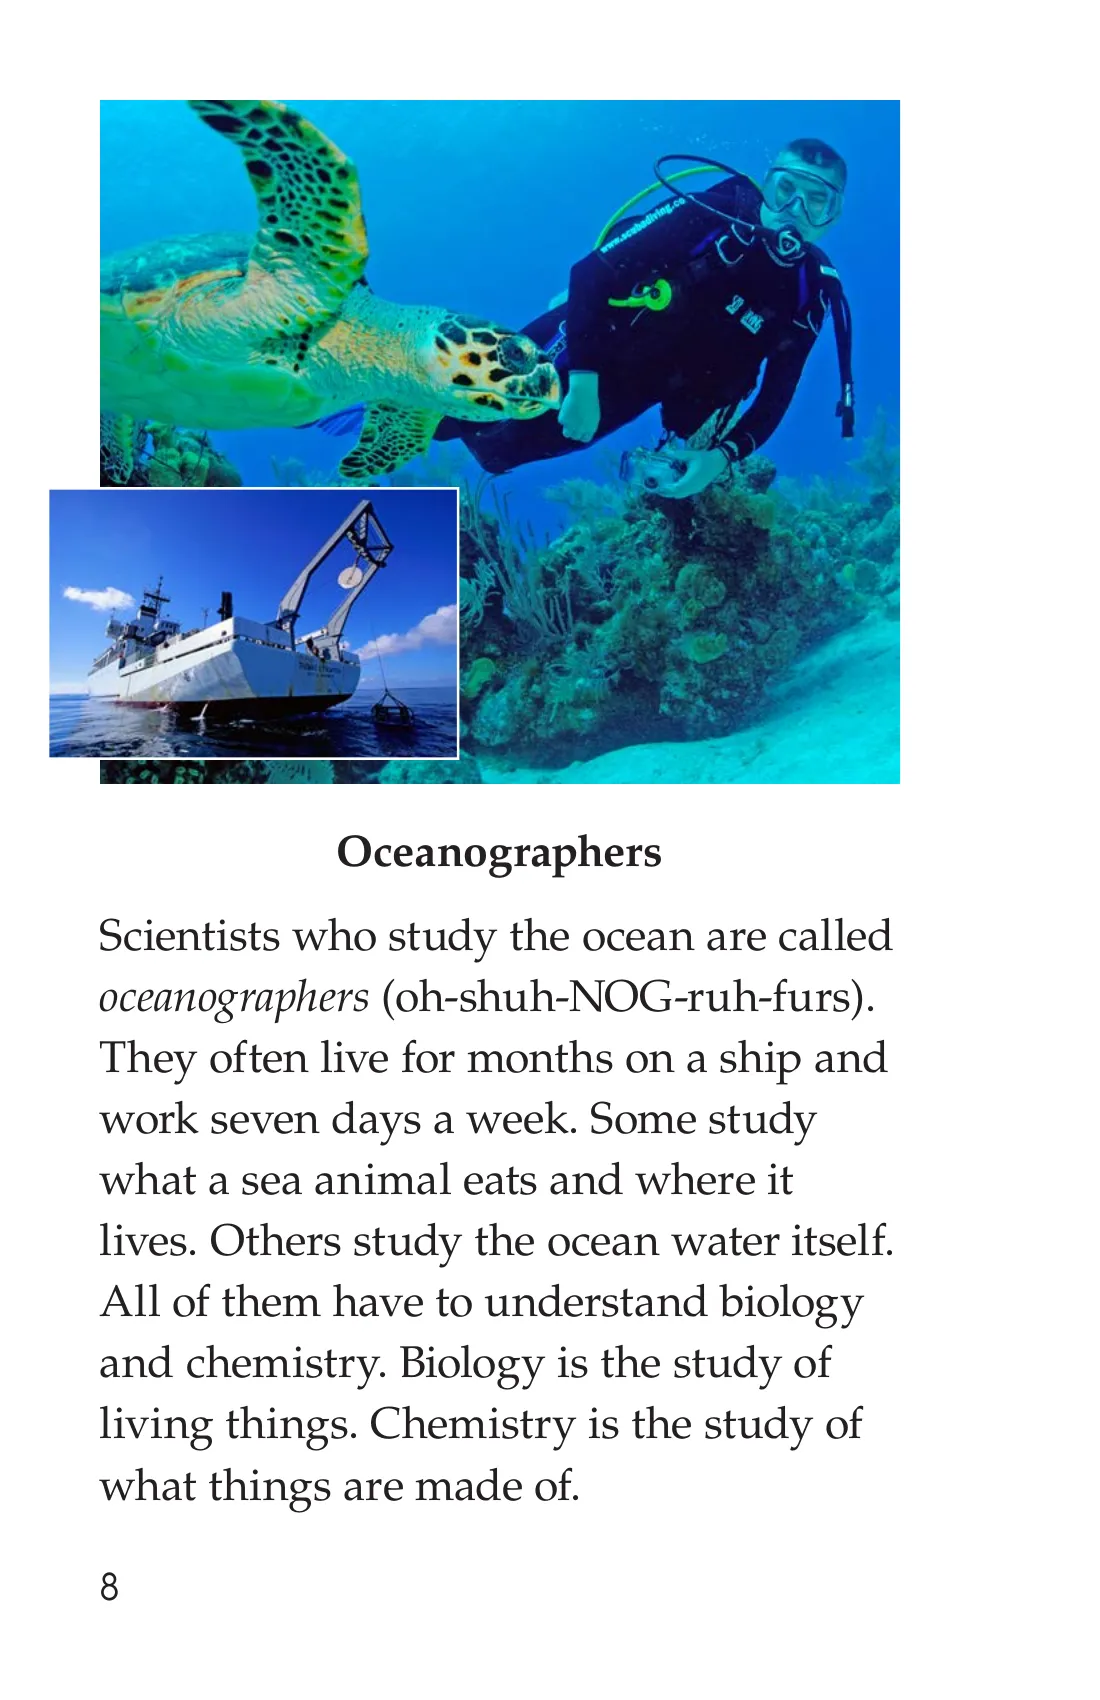 www.scubadiving.co
Oceanographers
Scientists who study the ocean are called
oceanographers (oh-shuh-NOG-ruh-furs).
They often live for months on a ship and
work seven days a week. Some study
what a sea animal eats and where it
lives. Others study the ocean water itself.
All of them have to understand biology
and chemistry. Biology is the study of
living things. Chemistry is the study of
what things are made of.
8